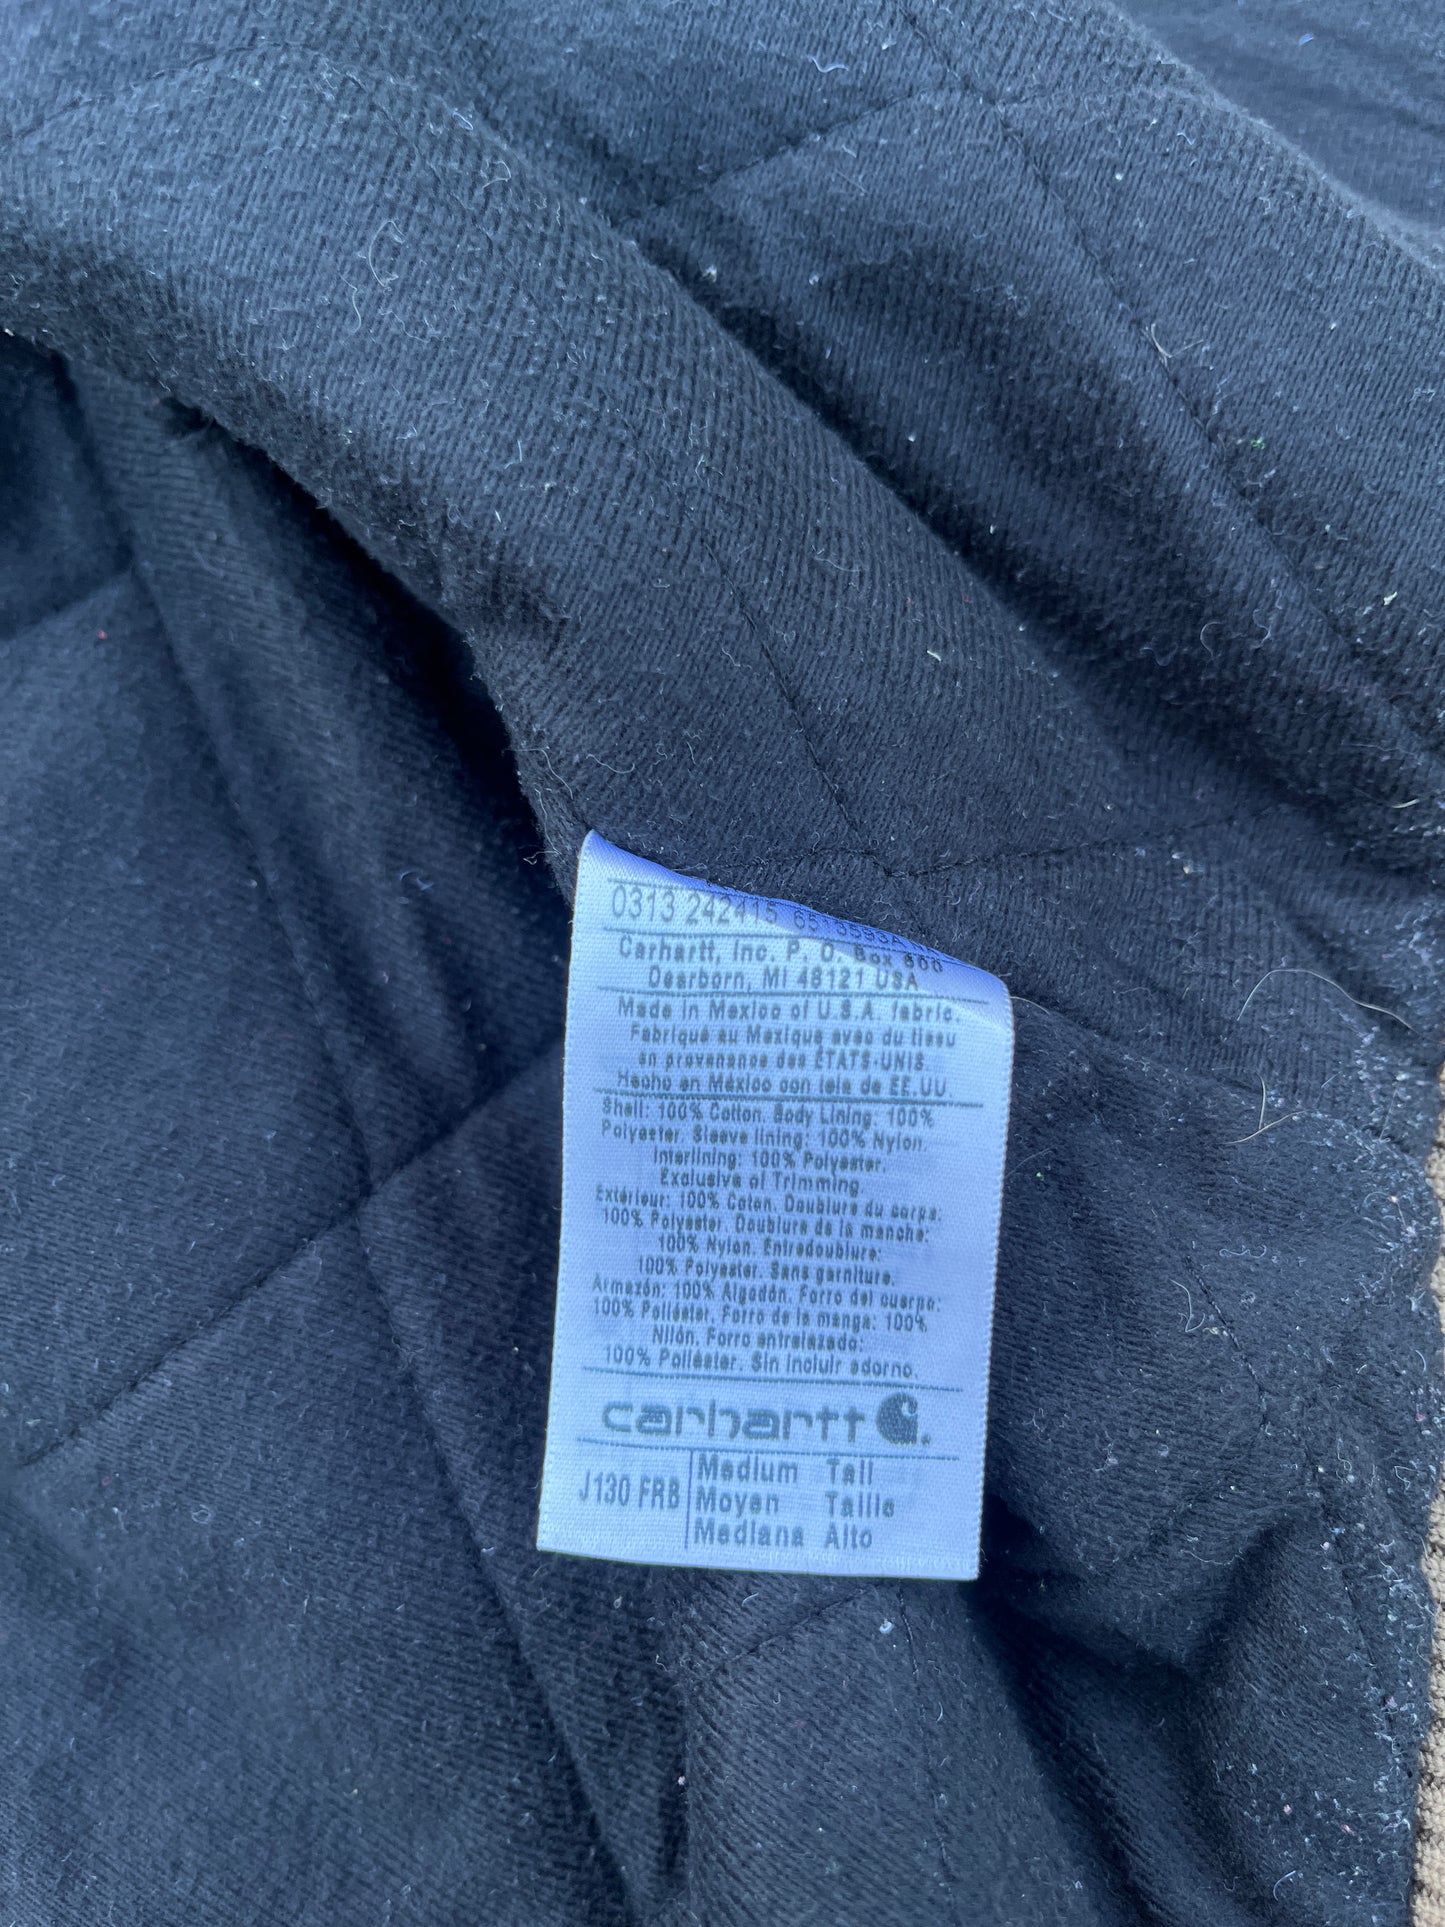 0313 242415 6513593A
Carhartt, Inc. P. O. Box 600
Dearborn, MI 48121 USA
Made in Mexico of U.S.A. fabric.
Fabriqué au Mexique avec du tissu
en provenance des ÉTATS-UNIS.
Hecho en México con tela de EE.UU.
Shell: 100% Cotton. Body Lining: 100%
Polyester. Sleeve lining: 100% Nylon.
Interlining: 100% Polyester.
Exclusive of Trimming
Extérieur: 100% Coton. Doublure du corps:
100% Polyester. Doublure de la manche:
100% Nylon. Entredoublure:
100% Polyester. Sans garniture.
Armazón: 100% Algodón. Forro del cuerpo:
100% Poliéster. Forro de la manga: 100%
Nilón. Forro entrelazado:
100% Poliéster. Sin incluir adorno.
carhartt
J130 FRB Medium Tall
Moyen Taille
Mediana Alto